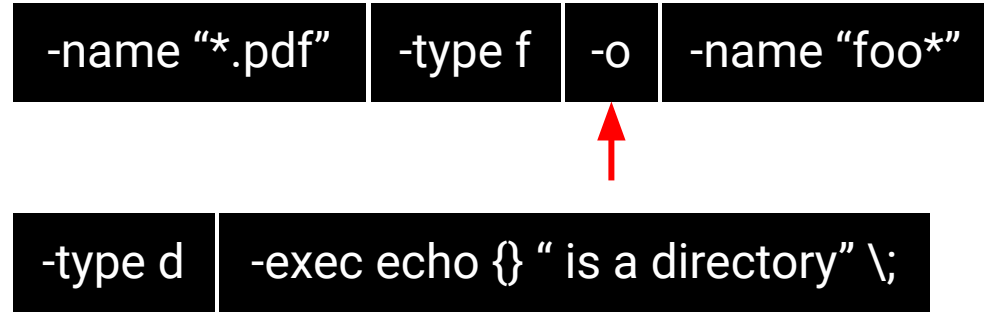 -name “*.pdf” -type f -o -name “foo*”
-type d -exec echo {} “ is a directory” \;